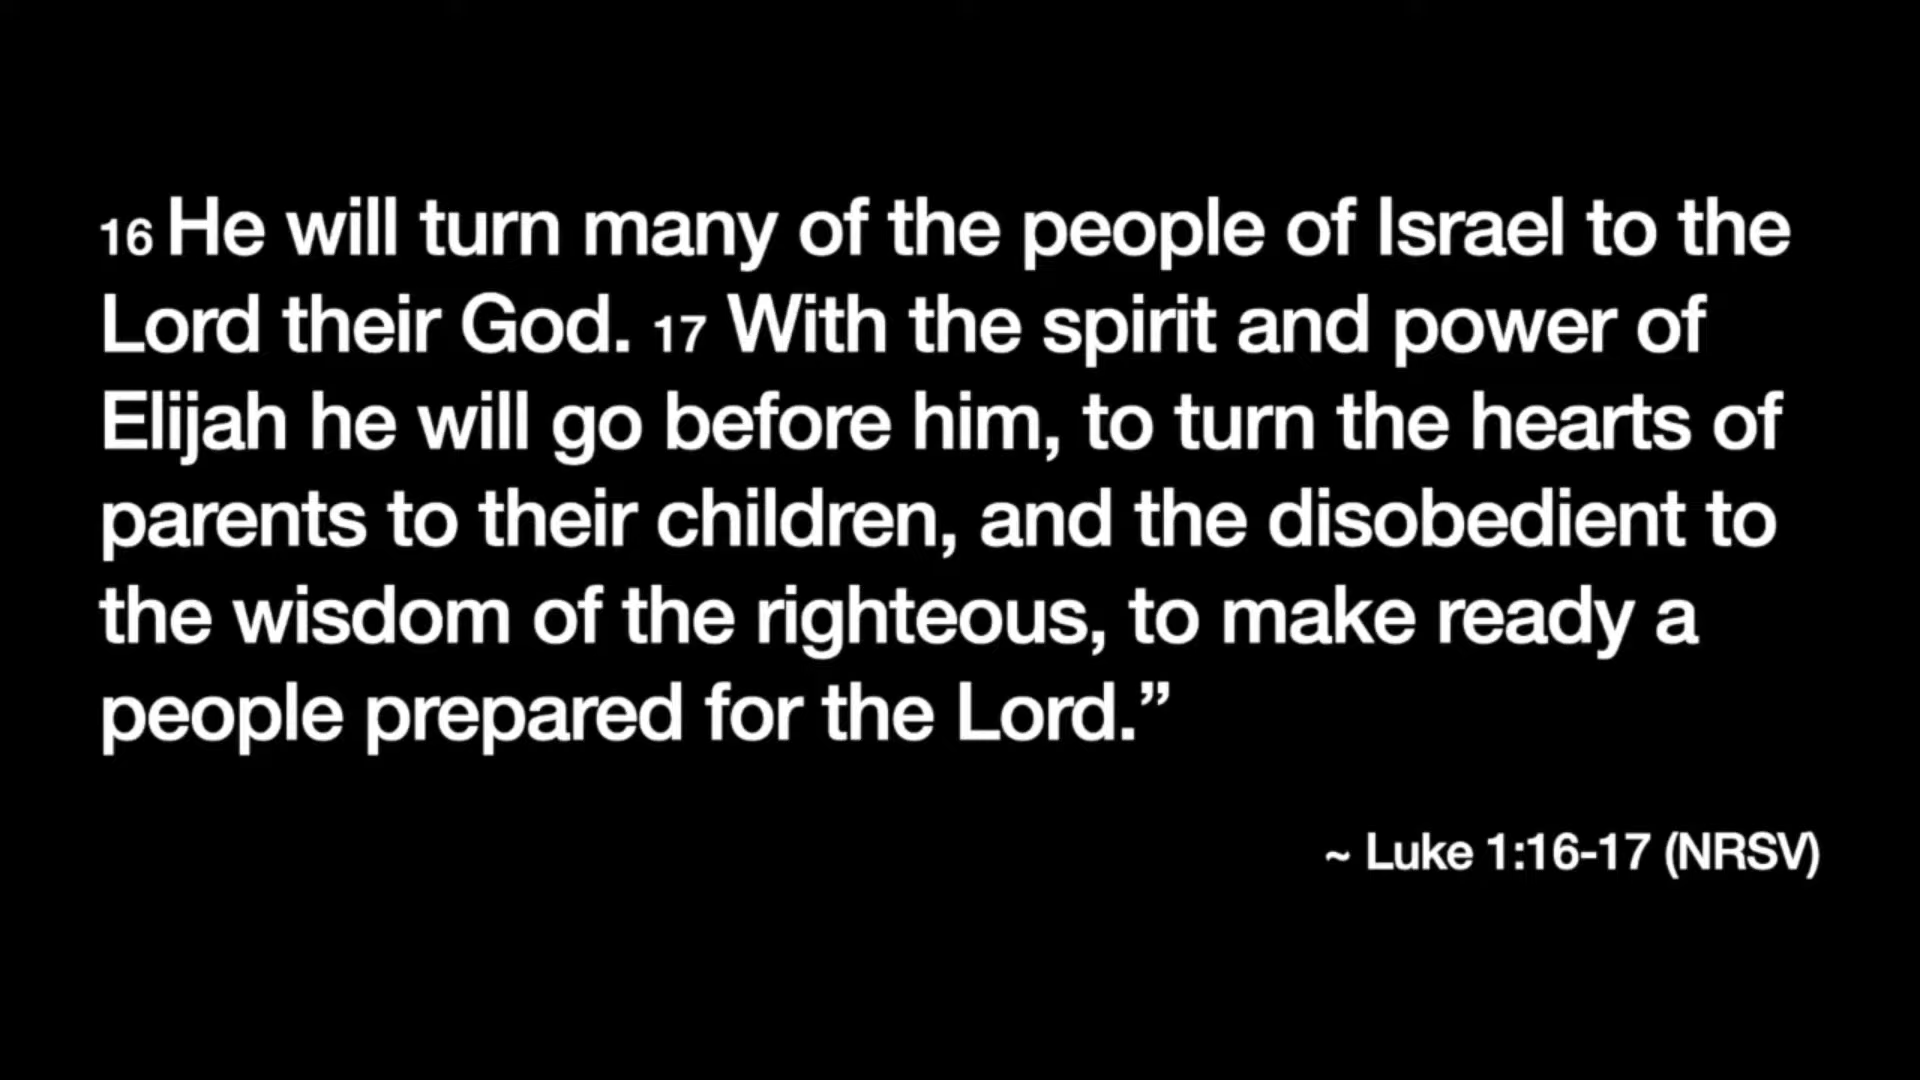 16 He will turn many of the people of Israel to the
Lord their God. 17 With the spirit and power of
Elijah he will go before him, to turn the hearts of
parents to their children, and the disobedient to
the wisdom of the righteous, to make ready a
people prepared for the Lord.”
~ Luke 1:16-17 (NRSV)